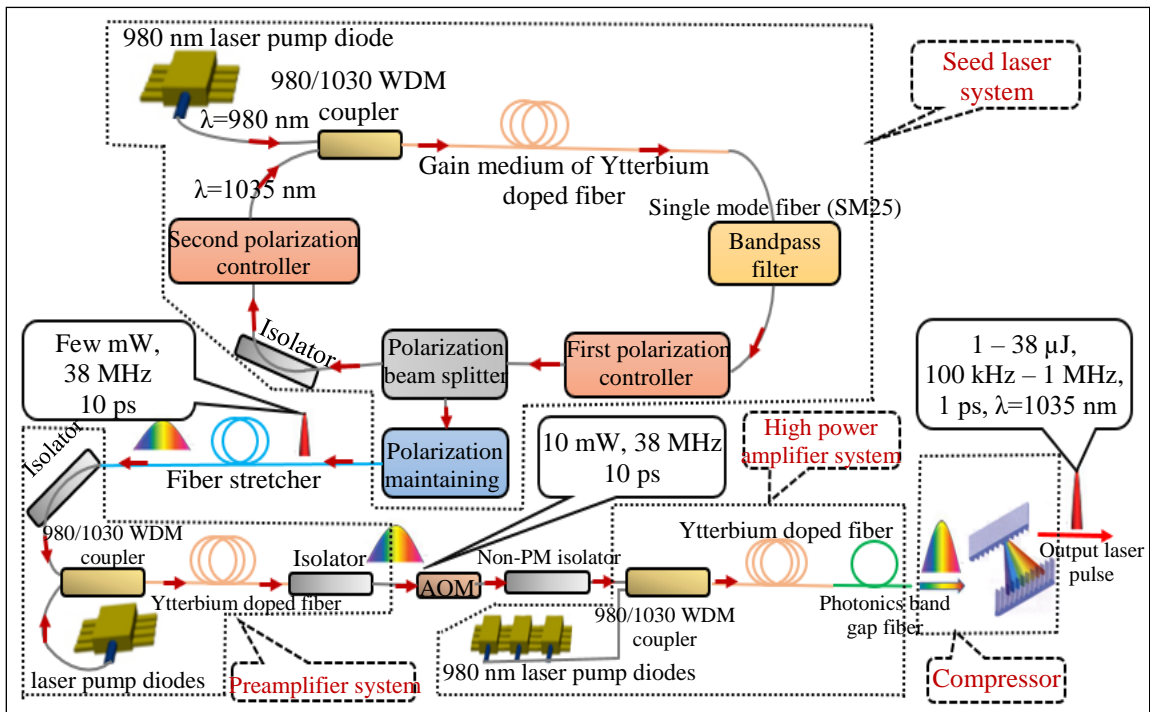 980 nm laser pump diode
980/1030 WDM
coupler
λ=980 nm
Seed laser
system
Gain medium of Ytterbium
doped fiber
λ=1035 nm
Single mode fiber (SM25)
Second polarization
controller
Bandpass
filter
Isolator
Polarization
beam splitter
First polarization
controller
Few mW,
38 MHz
10 ps
1 – 38 µJ,
100 kHz – 1 MHz,
1 ps, λ=1035 nm
Isolator
Fiber stretcher
Polarization
maintaining
10 mW, 38 MHz
10 ps
High power
amplifier system
980/1030 WDM
coupler
Isolator
Ytterbium doped fiber
Non-PM isolator
AOM
Ytterbium doped fiber
Output laser
pulse
980/1030 WDM
coupler
Photonics band
gap fiber
laser pump diodes
Preamplifier system
980 nm laser pump diodes
Compressor